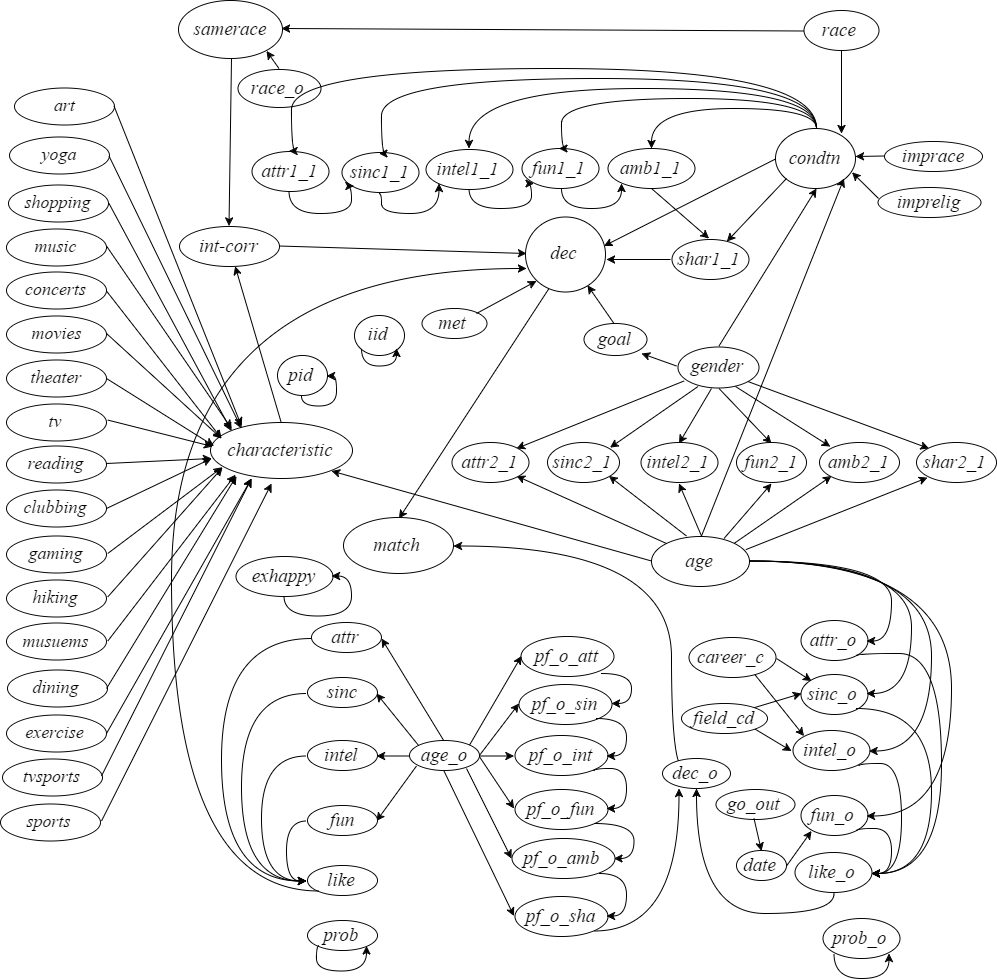 samerace
race
race_o
art
yoga
shopping
music
concerts
movies
theater
tv
reading
clubbing
gaming
hiking
musuems
dining
exercise
tvsports
sports
attr1_1
sinc1_1
intel1_1
fun1_1
amb1_1
condtn
imprace
imprelig
int-corr
dec
shar1_1
met
iid
goal
pid
gender
characteristic
attr2_1
sinc2_1
intel2_1
fun2_1
amb2_1
shar2_1
match
age
exhappy
attr
sinc
intel
fun
like
prob
age_o
pf_o_att
pf_o_sin
pf_o_int
pf_o_fun
pf_o_amb
pf_o_sha
career_c
field_cd
dec_o
go_out
date
attr_o
sinc_o
intel_o
fun_o
like_o
prob_o